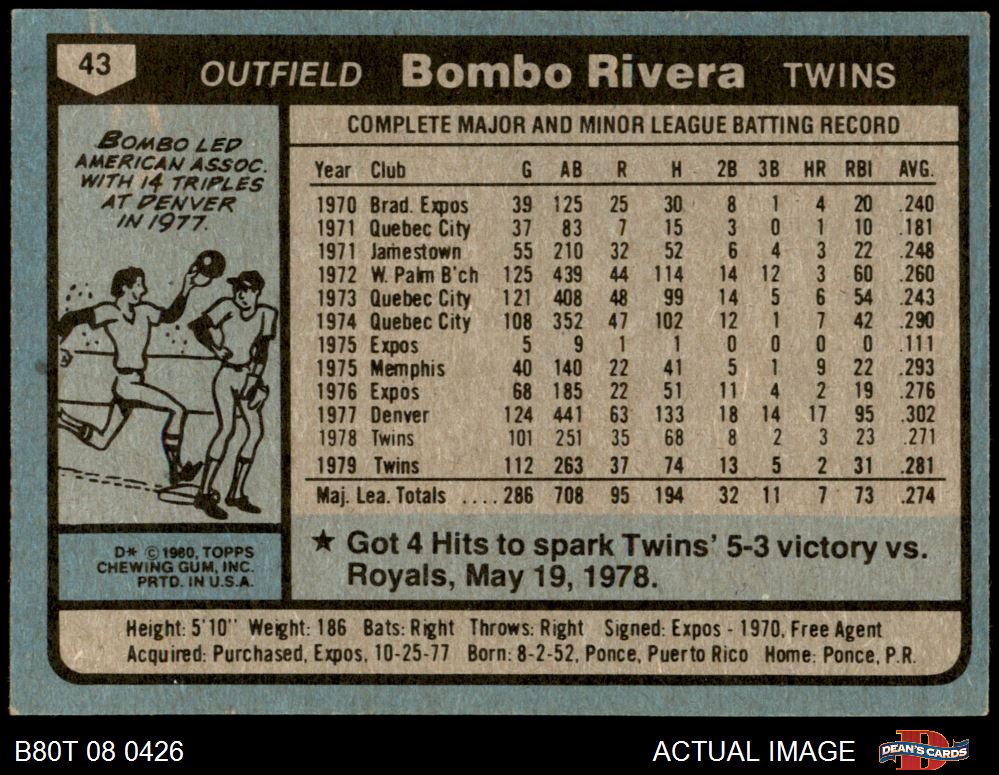 43
OUTFIELD Bombo Rivera TWINS
BOMBO LED
AMERICAN ASSOC.
WITH 14 TRIPLES
AT DENVER
IN 1977.
COMPLETE MAJOR AND MINOR LEAGUE BATTING RECORD
Year Club G AB R H 2B 3B HR RBI AVG.
1970 Brad. Expos 39 125 25 30 8 1 4 20 .240
1971 Quebec City 37 83 7 15 3 0 1 10 .181
1971 Jamestown 55 210 32 52 6 4 3 22 .248
1972 W. Palm B'ch 125 439 44 114 14 12 3 60 .260
1973 Quebec City 121 408 48 99 14 5 6 54 .243
1974 Quebec City 108 352 47 102 12 1 7 42 .290
1975 Expos 5 9 1 1 0 0 0 0 .111
1975 Memphis 40 140 22 41 5 1 9 22 .293
1976 Expos 68 185 22 51 11 4 2 19 .276
1977 Denver 124 441 63 133 18 14 17 95 .302
1978 Twins 101 251 35 68 8 2 3 23 .271
1979 Twins 112 263 37 74 13 5 2 31 .281
Maj. Lea. Totals ....286 708 95 194 32 11 7 73 .274
★ Got 4 Hits to spark Twins' 5-3 victory vs.
Royals, May 19, 1978.
D* © 1980, TOPPS
CHEWING GUM, INC.
PRTD. IN U.S.A.
Height: 5'10" Weight: 186 Bats: Right Throws: Right Signed: Expos - 1970, Free Agent
Acquired: Purchased, Expos, 10-25-77 Born: 8-2-52, Ponce, Puerto Rico Home: Ponce, P.R.
B80T 08 0426
ACTUAL IMAGE
DEAN'S CARDS